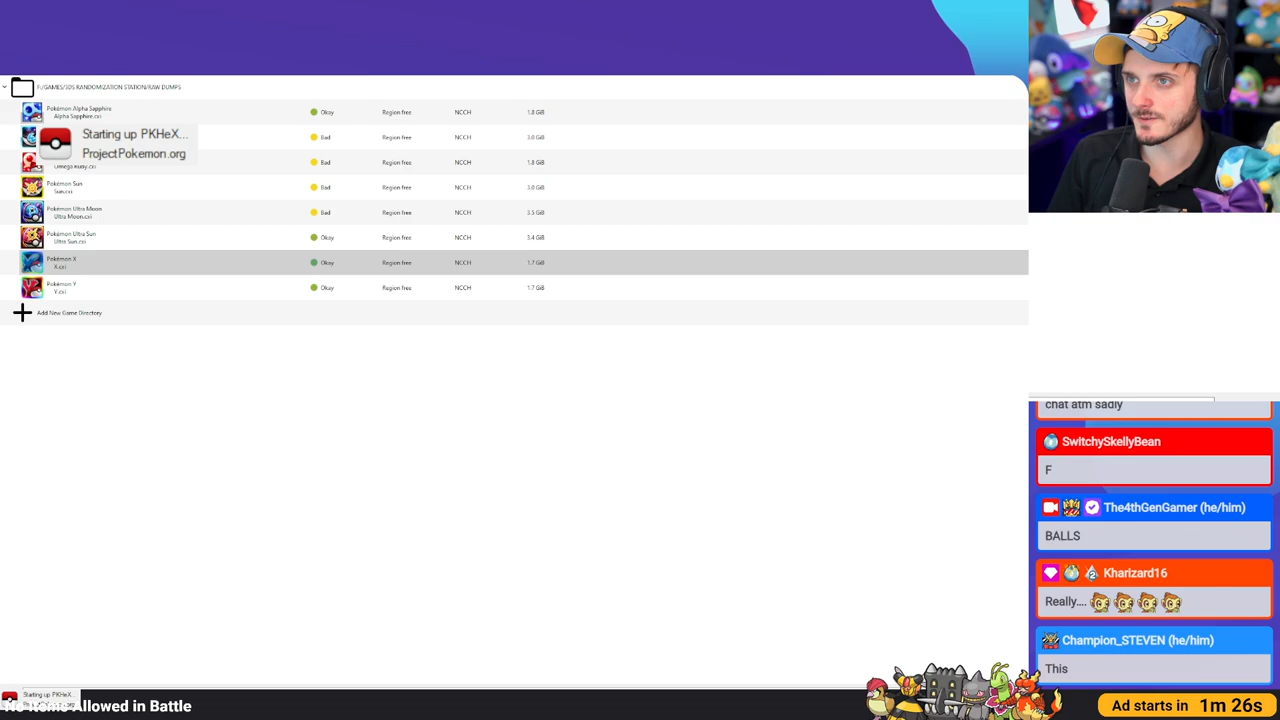 F:/GAMES/3DS RANDOMIZATION STATION/RAW DUMPS
Pokémon Alpha Sapphire
Alpha Sapphire.cxi
Okay Region free NCCH 1.8 GiB
Starting up PKHeX...
ProjectPokemon.org
Bad Region free NCCH 3.0 GiB
Omega Ruby.cxi
Bad Region free NCCH 1.8 GiB
Pokémon Sun
Sun.cxi
Bad Region free NCCH 3.0 GiB
Pokémon Ultra Moon
Ultra Moon.cxi
Bad Region free NCCH 3.5 GiB
Pokémon Ultra Sun
Ultra Sun.cxi
Okay Region free NCCH 3.4 GiB
Pokémon X
X.cxi
Okay Region free NCCH 1.7 GiB
Pokémon Y
Y.cxi
Okay Region free NCCH 1.7 GiB
Add New Game Directory
chat atm sadly
SwitchySkellyBean
F
The4thGenGamer (he/him)
BALLS
Kharizard16
Really....
Champion_STEVEN (he/him)
This
Starting up PKHeX...
Allowed in Battle
Ad starts in 1m 26s